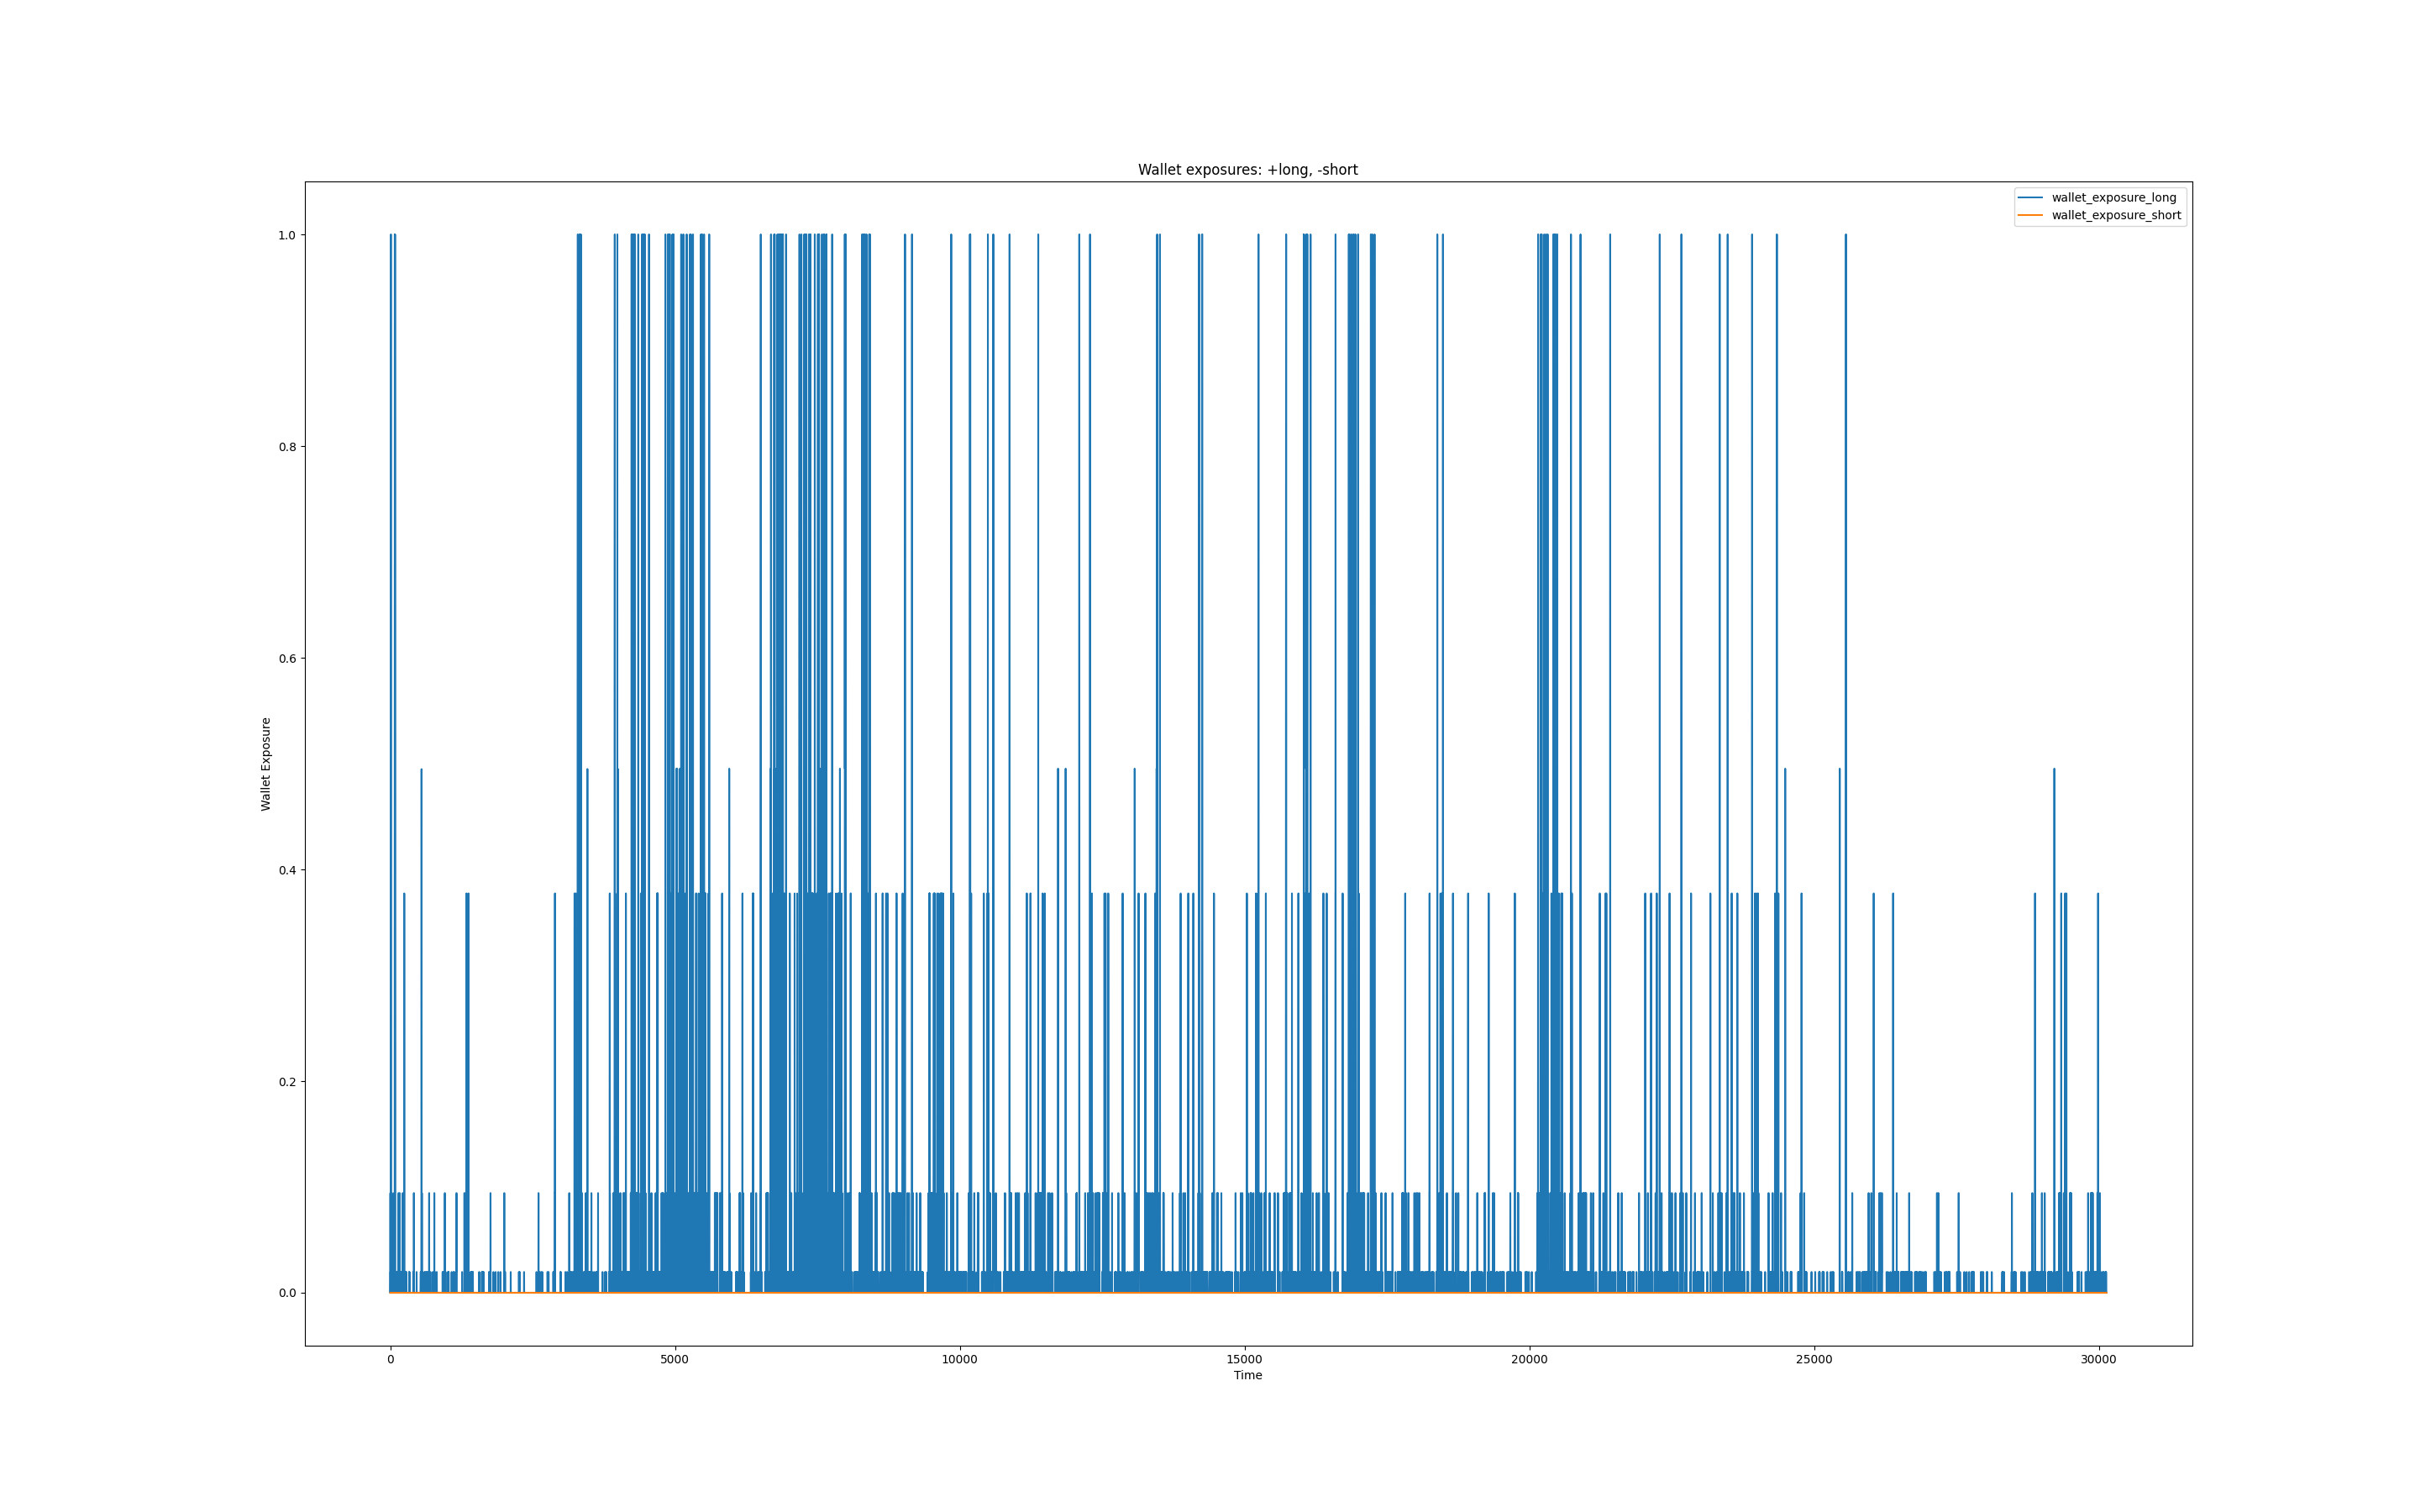 Wallet exposures: +long, -short
wallet_exposure_long
wallet_exposure_short
1.0
0.8
0.6
0.4
0.2
0.0
Wallet Exposure
0 5000 10000 15000 20000 25000 30000
Time